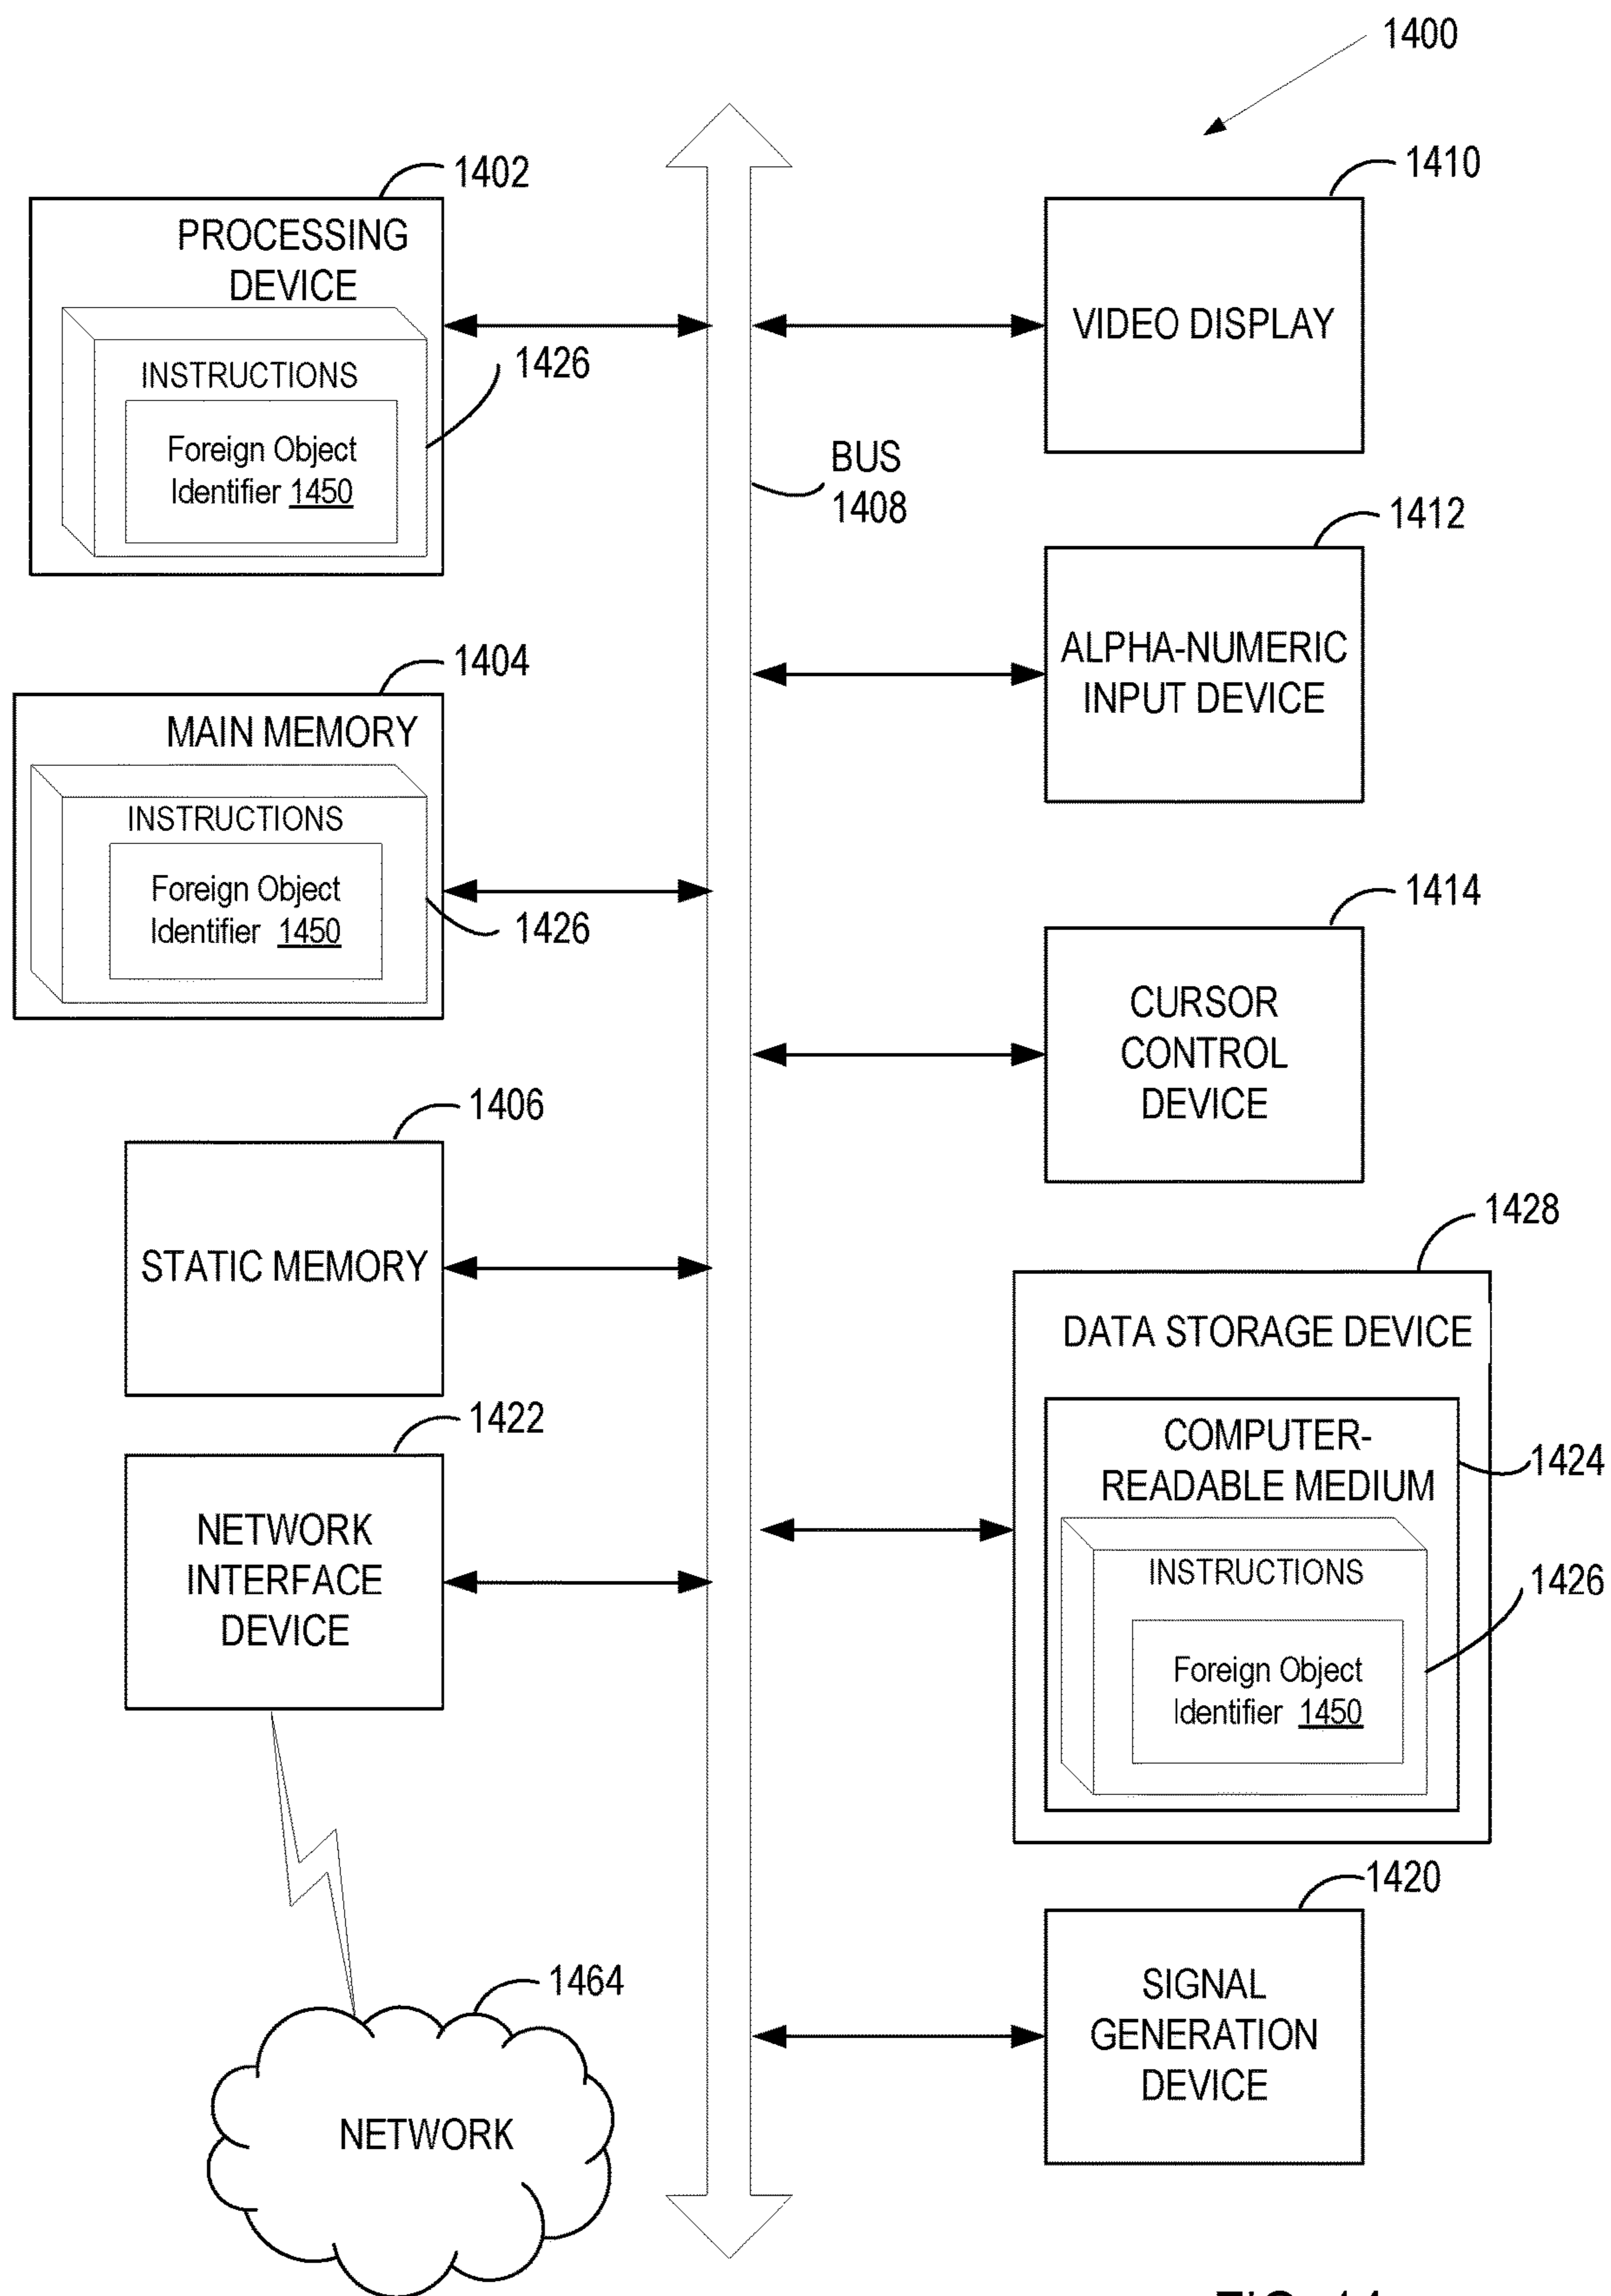 1400
1402
PROCESSING
DEVICE
INSTRUCTIONS
Foreign Object
Identifier 1450
1426
1404
MAIN MEMORY
INSTRUCTIONS
Foreign Object
Identifier 1450
1426
1406
STATIC MEMORY
1422
NETWORK
INTERFACE
DEVICE
1464
NETWORK
BUS
1408
1410
VIDEO DISPLAY
1412
ALPHA-NUMERIC
INPUT DEVICE
1414
CURSOR
CONTROL
DEVICE
1428
DATA STORAGE DEVICE
COMPUTER-
READABLE MEDIUM
1424
INSTRUCTIONS
1426
Foreign Object
Identifier 1450
1420
SIGNAL
GENERATION
DEVICE